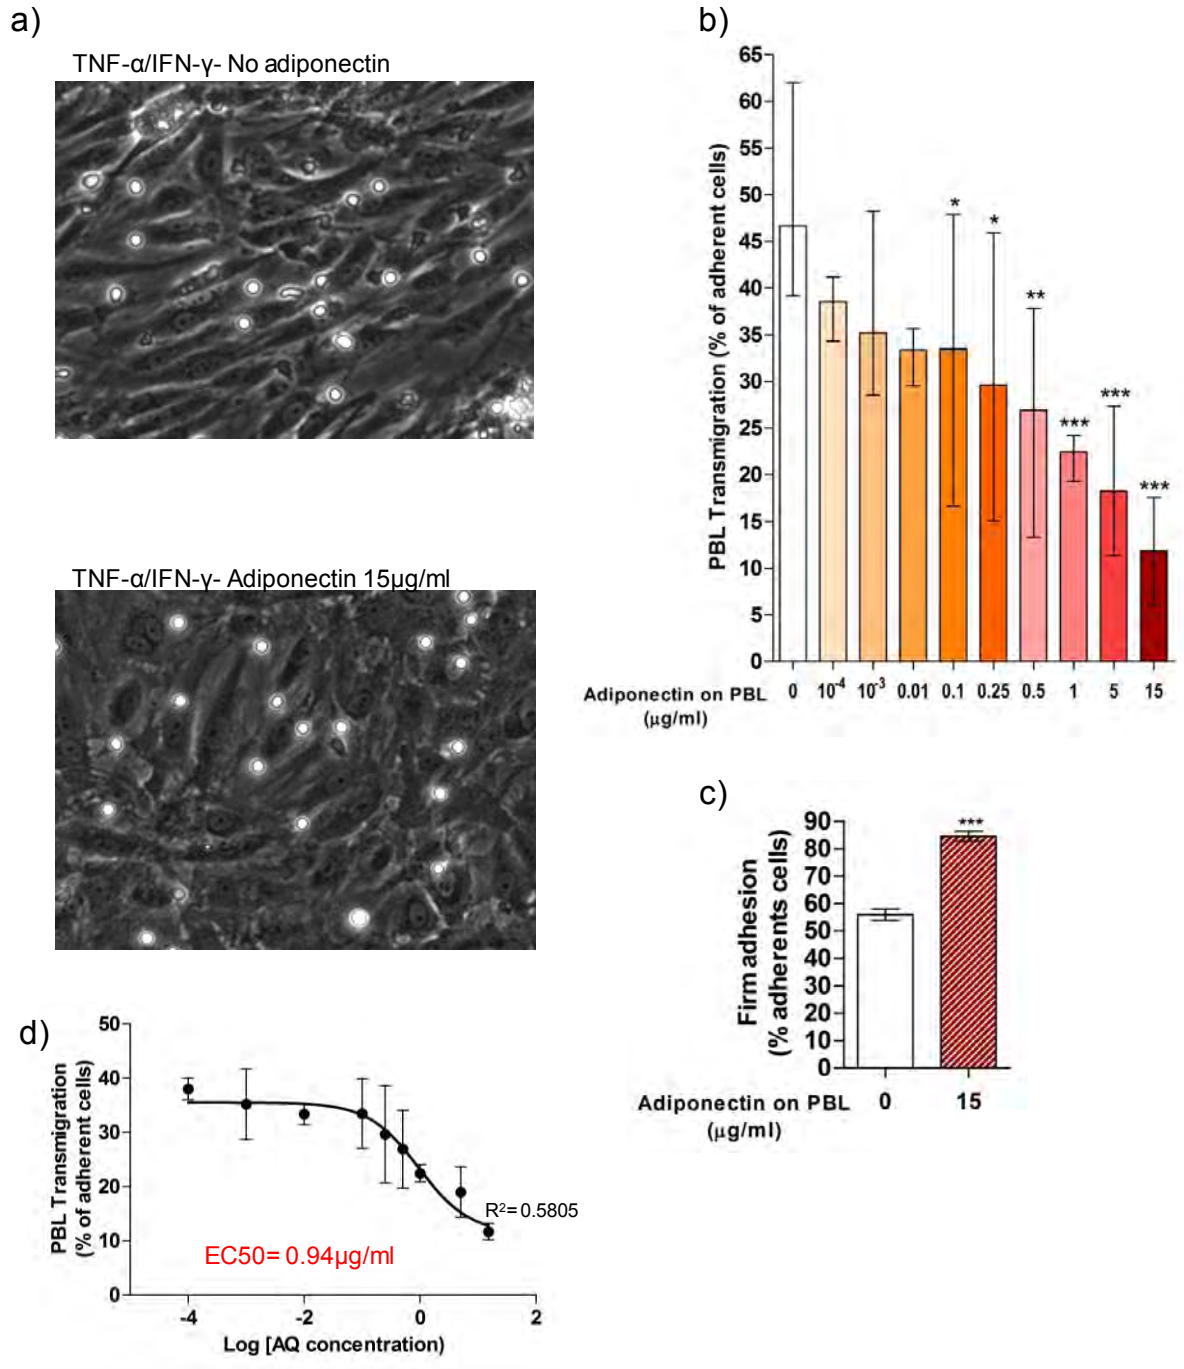 a)
TNF-α/IFN-γ- No adiponectin
TNF-α/IFN-γ- Adiponectin 15µg/ml
b)
PBL Transmigration (% of adherent cells)
65
60
55
50
45
40
35
30
25
20
15
10
5
0
* * ** *** *** ***
Adiponectin on PBL 0 10⁻⁴ 10⁻³ 0.01 0.1 0.25 0.5 1 5 15
(µg/ml)
c)
Firm adhesion
(% adherents cells)
90
80
70
60
50
40
30
20
10
0
***
Adiponectin on PBL 0 15
(µg/ml)
d)
PBL Transmigration
(% of adherent cells)
50
40
30
20
10
0
R²= 0.5805
EC50= 0.94µg/ml
-4 -2 0 2
Log [AQ concentration)